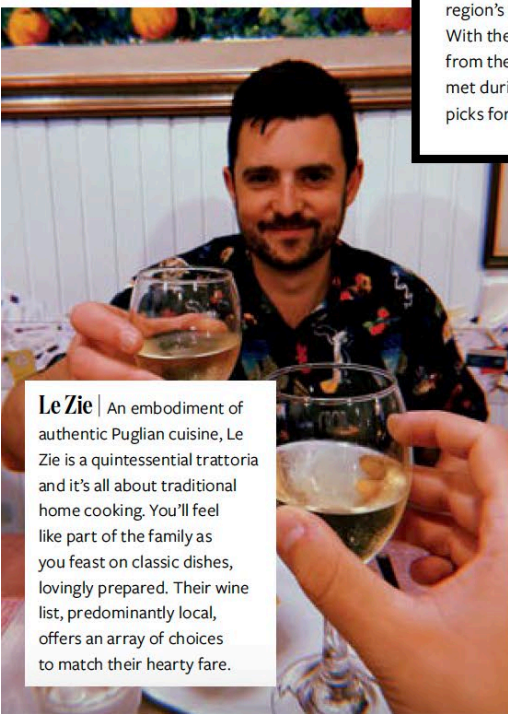 region's
With the
from the
met duri
picks for
Le Zie | An embodiment of
authentic Puglian cuisine, Le
Zie is a quintessential trattoria
and it's all about traditional
home cooking. You'll feel
like part of the family as
you feast on classic dishes,
lovingly prepared. Their wine
list, predominantly local,
offers an array of choices
to match their hearty fare.